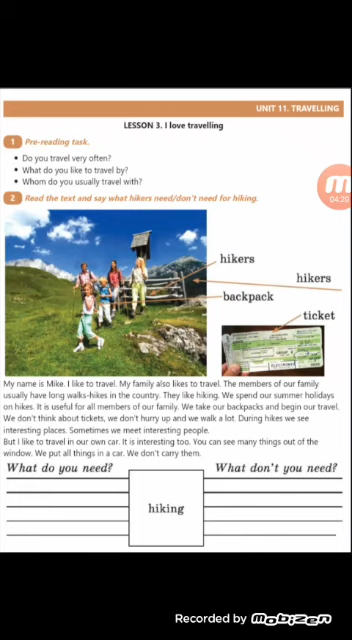 UNIT 11. TRAVELLING
LESSON 3. I love travelling
1 Pre-reading task.
• Do you travel very often?
• What do you like to travel by?
• Whom do you usually travel with?
2 Read the text and say what hikers need/don't need for hiking.
04:20
hikers
hikers
backpack
ticket
My name is Mike. I like to travel. My family also likes to travel. The members of our family
usually have long walks-hikes in the country. They like hiking. We spend our summer holidays
on hikes. It is useful for all members of our family. We take our backpacks and begin our travel.
We don't think about tickets, we don't hurry up and we walk a lot. During hikes we see
interesting places. Sometimes we meet interesting people.
But I like to travel in our own car. It is interesting too. You can see many things out of the
window. We put all things in a car. We don't carry them.
What do you need?
What don't you need?
hiking
Recorded by Mobizen